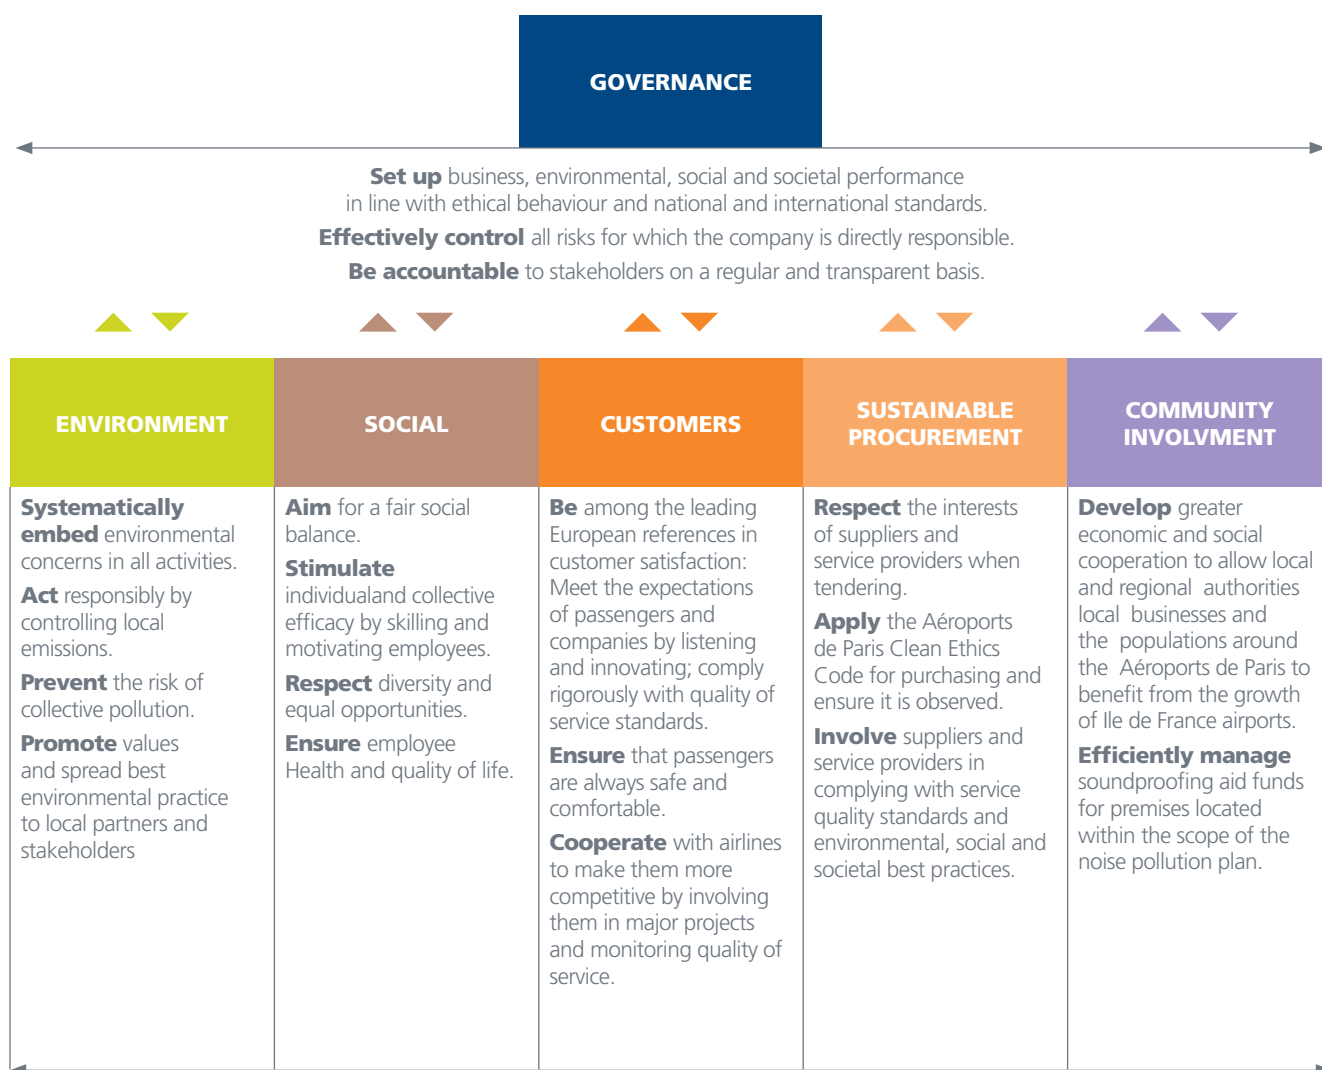 GOVERNANCE
Set up business, environmental, social and societal performance
in line with ethical behaviour and national and international standards.
Effectively control all risks for which the company is directly responsible.
Be accountable to stakeholders on a regular and transparent basis.
ENVIRONMENT
Systematically
embed environmental
concerns in all activities.
Act responsibly by
controlling local
emissions.
Prevent the risk of
collective pollution.
Promote values
and spread best
environmental practice
to local partners and
stakeholders
SOCIAL
Aim for a fair social
balance.
Stimulate
individualand collective
efficacy by skilling and
motivating employees.
Respect diversity and
equal opportunities.
Ensure employee
Health and quality of life.
CUSTOMERS
Be among the leading
European references in
customer satisfaction:
Meet the expectations
of passengers and
companies by listening
and innovating; comply
rigorously with quality of
service standards.
Ensure that passengers
are always safe and
comfortable.
Cooperate with airlines
to make them more
competitive by involving
them in major projects
and monitoring quality of
service.
SUSTAINABLE
PROCUREMENT
Respect the interests
of suppliers and
service providers when
tendering.
Apply the Aéroports
de Paris Clean Ethics
Code for purchasing and
ensure it is observed.
Involve suppliers and
service providers in
complying with service
quality standards and
environmental, social and
societal best practices.
COMMUNITY
INVOLVMENT
Develop greater
economic and social
cooperation to allow local
and regional authorities
local businesses and
the populations around
the Aéroports de Paris to
benefit from the growth
of Ile de France airports.
Efficiently manage
soundproofing aid funds
for premises located
within the scope of the
noise pollution plan.